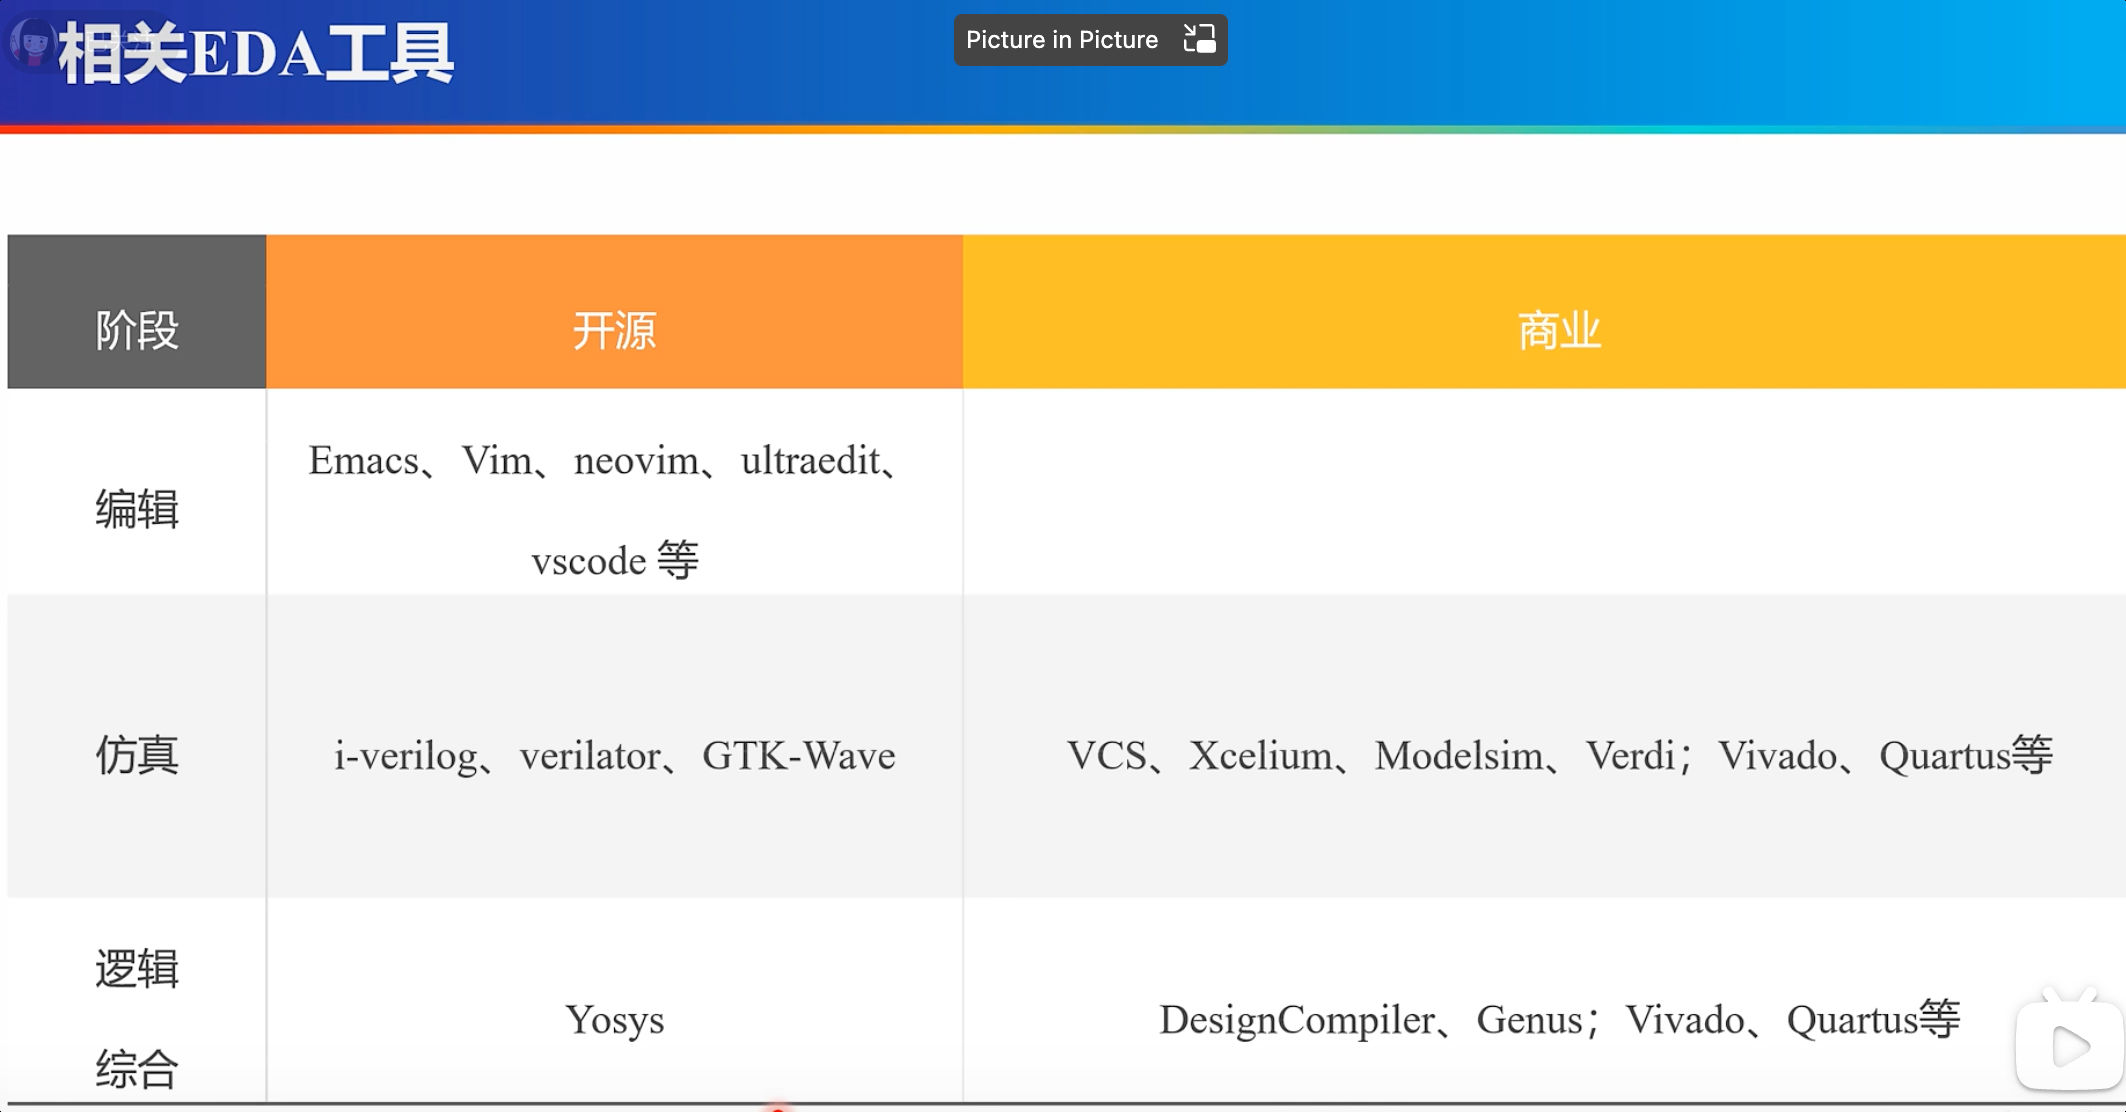 相关EDA工具
Picture in Picture
阶段
开源
商业
编辑
Emacs、Vim、neovim、ultraedit、
vscode 等
仿真
i-verilog、verilator、GTK-Wave
VCS、Xcelium、Modelsim、Verdi；Vivado、Quartus等
逻辑
综合
Yosys
DesignCompiler、Genus；Vivado、Quartus等